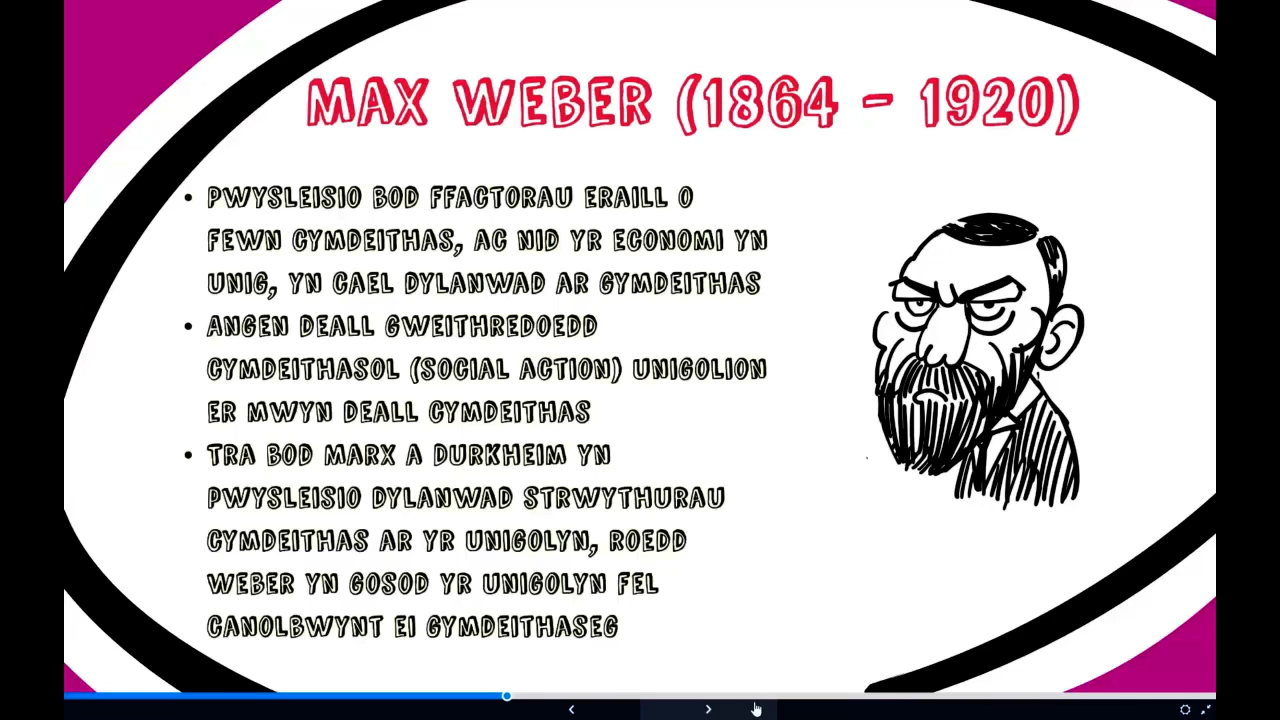 MAX WEBER (1864 - 1920)
• PWYSLEISIO BOD FFACTORAU ERAILL O
FEWN CYMDEITHAS, AC NID YR ECONOMI YN
UNIG, YN CAEL DYLANWAD AR GYMDEITHAS
• ANGEN DEALL GWEITHREDOEDD
CYMDEITHASOL (SOCIAL ACTION) UNIGOLION
ER MWYN DEALL CYMDEITHAS
• TRA BOD MARX A DURKHEIM YN
PWYSLEISIO DYLANWAD STRWYTHURAU
CYMDEITHAS AR YR UNIGOLYN, ROEDD
WEBER YN GOSOD YR UNIGOLYN FEL
CANOLBWYNT EI GYMDEITHASEG